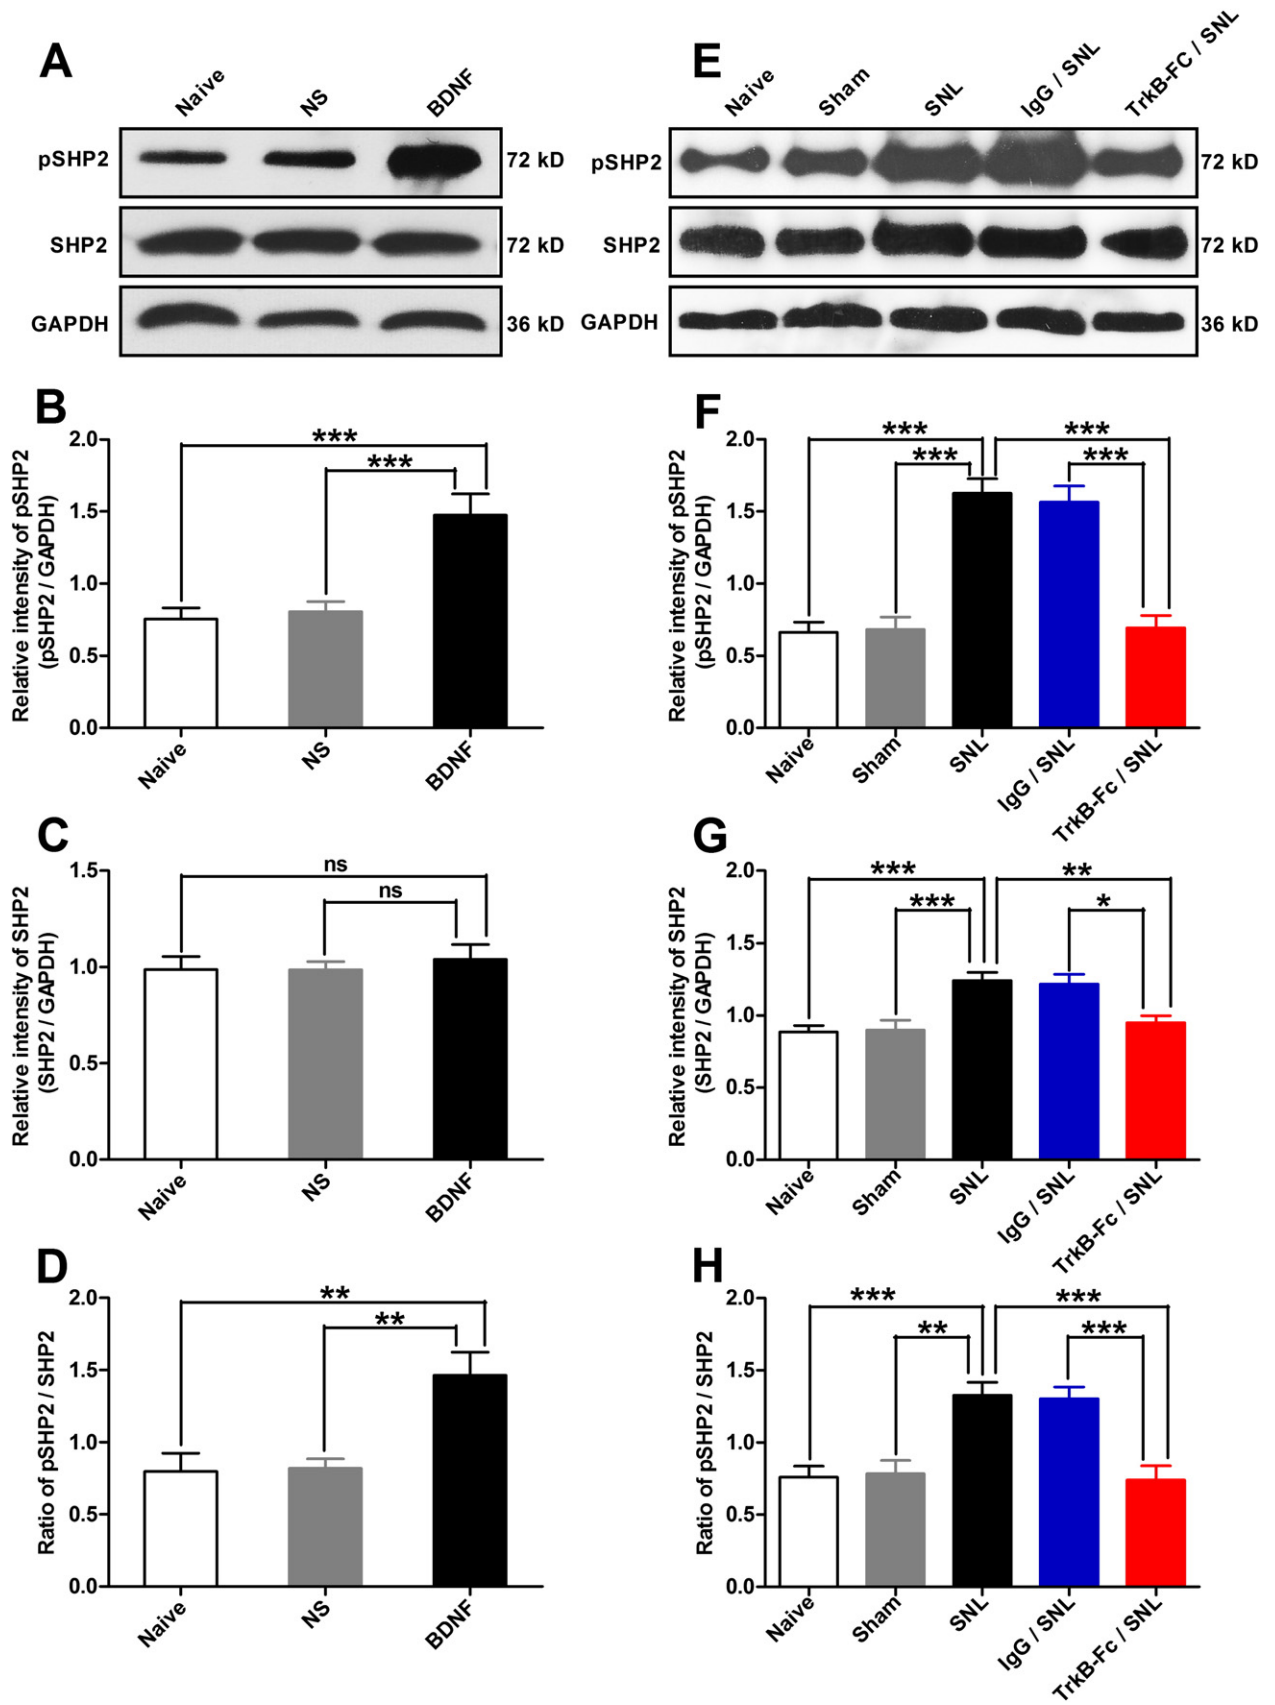 A
Naive NS BDNF
pSHP2 72 kD
SHP2 72 kD
GAPDH 36 kD
E
Naive Sham SNL IgG / SNL TrkB-FC / SNL
pSHP2 72 kD
SHP2 72 kD
GAPDH 36 kD
B
Relative intensity of pSHP2
(pSHP2 / GAPDH)
2.0
1.5
1.0
0.5
0.0
***
***
Naive NS BDNF
F
Relative intensity of pSHP2
(pSHP2 / GAPDH)
2.0
1.5
1.0
0.5
0.0
*** ***
*** ***
Naive Sham SNL IgG / SNL TrkB-Fc / SNL
C
Relative intensity of SHP2
(SHP2 / GAPDH)
1.5
1.0
0.5
0.0
ns
ns
Naive NS BDNF
G
Relative intensity of SHP2
(SHP2 / GAPDH)
2.0
1.5
1.0
0.5
0.0
*** **
*** *
Naive Sham SNL IgG / SNL TrkB-Fc / SNL
D
Ratio of pSHP2 / SHP2
2.0
1.5
1.0
0.5
0.0
**
**
Naive NS BDNF
H
Ratio of pSHP2 / SHP2
2.0
1.5
1.0
0.5
0.0
*** ***
** ***
Naive Sham SNL IgG / SNL TrkB-Fc / SNL